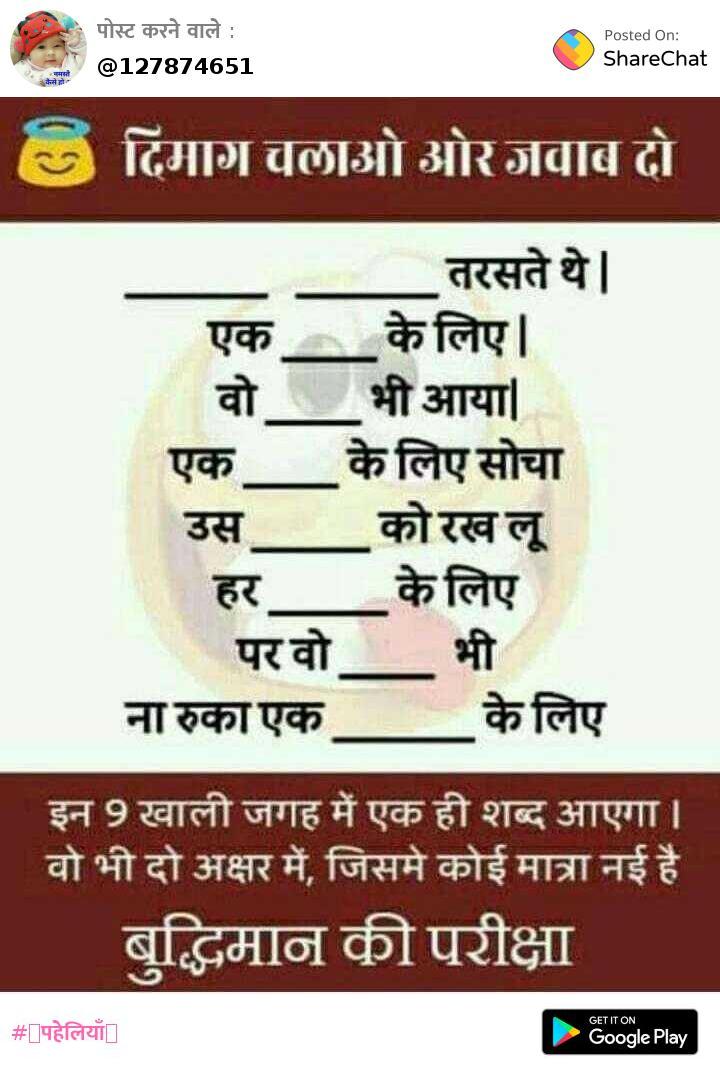 पोस्ट करने वाले :
@127874651
Posted On:
ShareChat
नमस्ते
कैसे हो
दिमाग चलाओ ओर जवाब दो
______ ______ तरसते थे |
एक ____ के लिए |
वो ____ भी आया|
एक ____ के लिए सोचा
उस _____ को रख लू
हर _____ के लिए
पर वो ____ भी
ना रुका एक ______ के लिए
इन 9 खाली जगह में एक ही शब्द आएगा ।
वो भी दो अक्षर में, जिसमे कोई मात्रा नई है
बुद्धिमान की परीक्षा
#▯पहेलियाँ▯
GET IT ON
Google Play